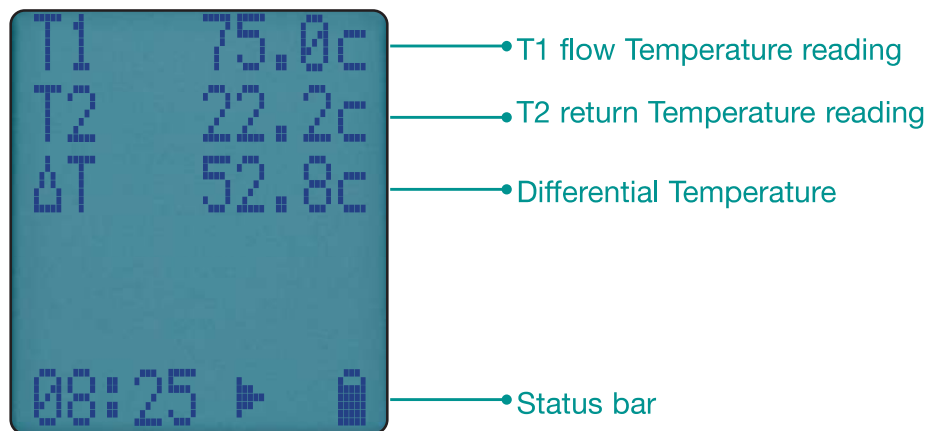 T1 75.0c T1 flow Temperature reading
T2 22.2c T2 return Temperature reading
ΔT 52.8c Differential Temperature
08:25 Status bar